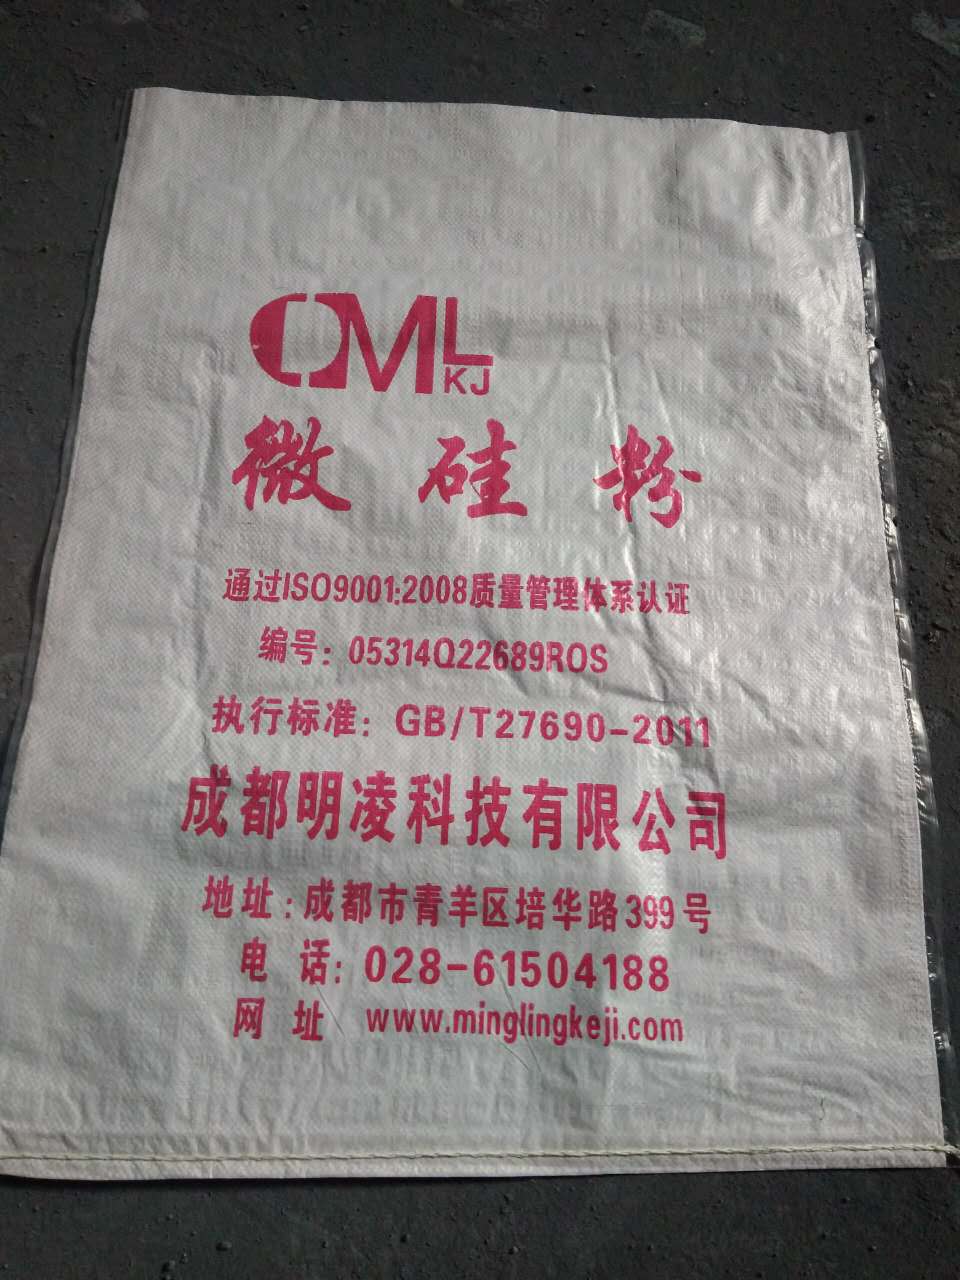 CML
KJ
微硅粉
通过ISO9001:2008质量管理体系认证
编号：05314Q22689ROS
执行标准：GB/T27690-2011
成都明凌科技有限公司
地址：成都市青羊区培华路399号
电 话：028-61504188
网 址 www.minglingkeji.com